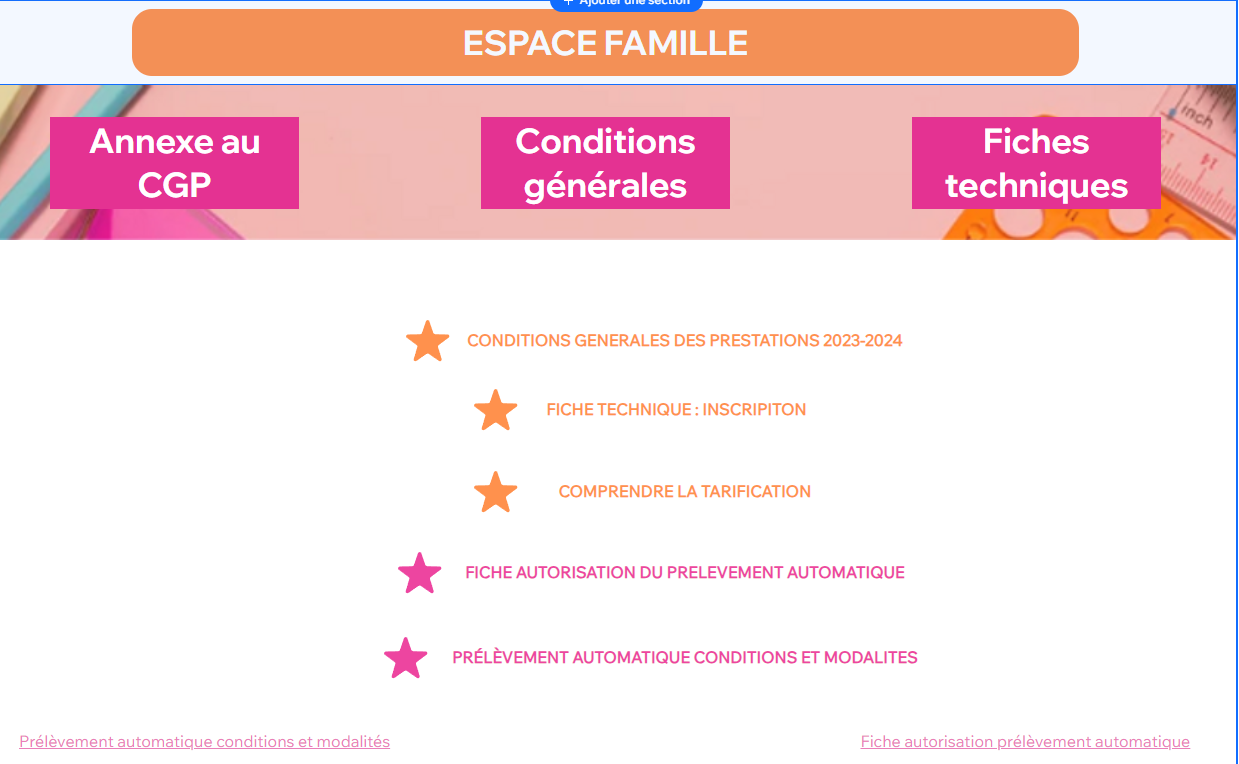 Ajouter une section
ESPACE FAMILLE
Annexe au
CGP
Conditions
générales
Fiches
techniques
inch
CONDITIONS GENERALES DES PRESTATIONS 2023-2024
FICHE TECHNIQUE : INSCRIPITON
COMPRENDRE LA TARIFICATION
FICHE AUTORISATION DU PRELEVEMENT AUTOMATIQUE
PRÉLÈVEMENT AUTOMATIQUE CONDITIONS ET MODALITES
Prélèvement automatique conditions et modalités
Fiche autorisation prélèvement automatique